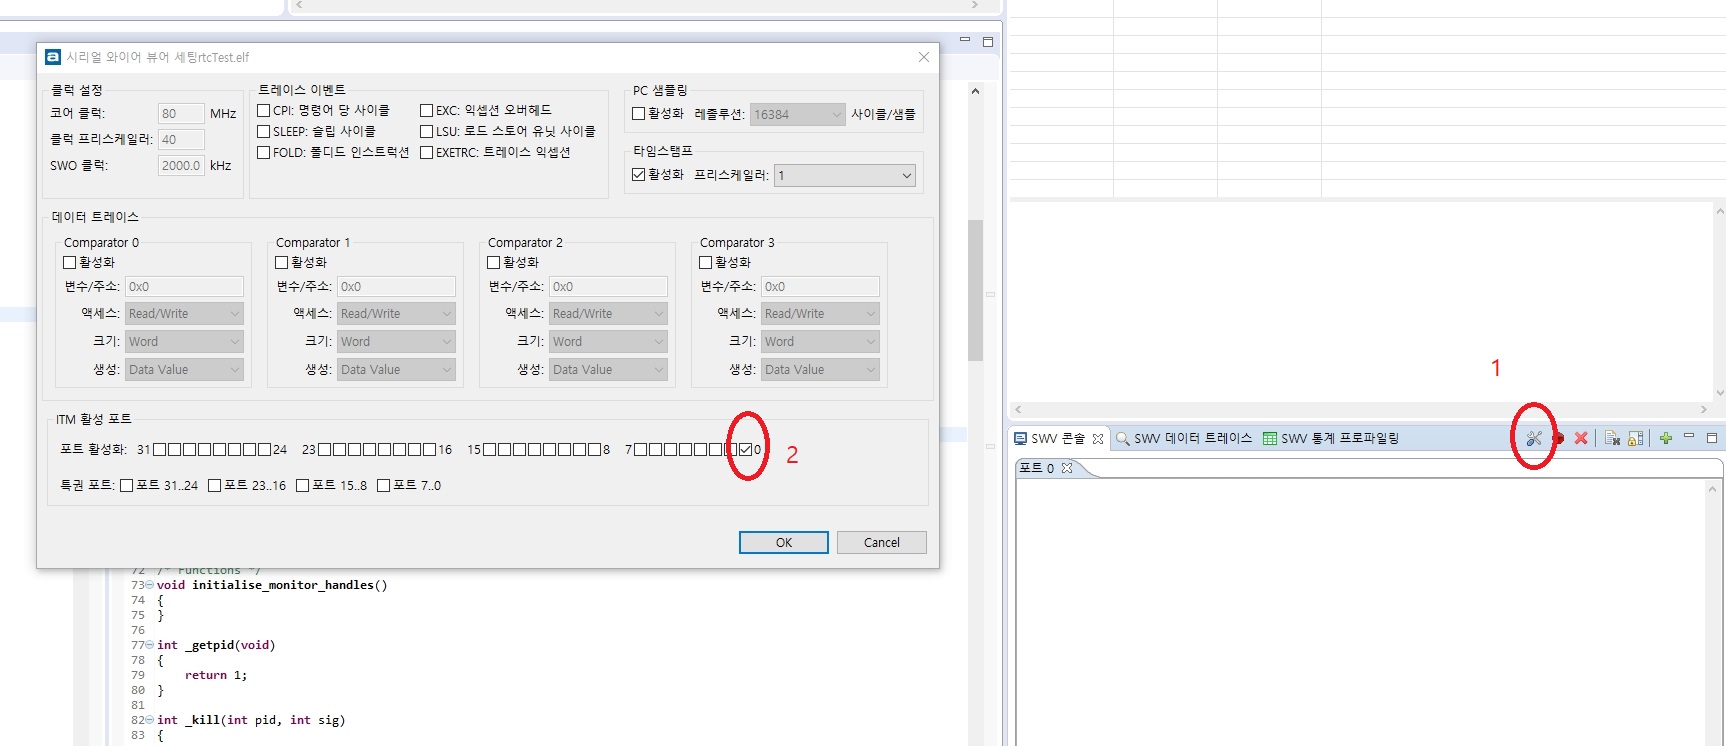 시리얼 와이어 뷰어 세팅rtcTest.elf
클럭 설정
코어 클럭: 80 MHz
클럭 프리스케일러: 40
SWO 클럭: 2000.0 kHz
트레이스 이벤트
CPI: 명령어 당 사이클 EXC: 익셉션 오버헤드
SLEEP: 슬립 사이클 LSU: 로드 스토어 유닛 사이클
FOLD: 폴디드 인스트럭션 EXETRC: 트레이스 익셉션
PC 샘플링
활성화 레졸루션: 16384 사이클/샘플
타임스탬프
활성화 프리스케일러: 1
데이터 트레이스
Comparator 0
활성화
변수/주소: 0x0
액세스: Read/Write
크기: Word
생성: Data Value
Comparator 1
활성화
변수/주소: 0x0
액세스: Read/Write
크기: Word
생성: Data Value
Comparator 2
활성화
변수/주소: 0x0
액세스: Read/Write
크기: Word
생성: Data Value
Comparator 3
활성화
변수/주소: 0x0
액세스: Read/Write
크기: Word
생성: Data Value
ITM 활성 포트
포트 활성화: 31 24 23 16 15 8 7 0
2
특권 포트: 포트 31..24 포트 23..16 포트 15..8 포트 7..0
OK Cancel
72 /* Functions */
73 void initialise_monitor_handles()
74 {
75 }
76
77 int _getpid(void)
78 {
79 return 1;
80 }
81
82 int _kill(int pid, int sig)
83 {
1
SWV 콘솔 SWV 데이터 트레이스 SWV 통계 프로파일링
포트 0